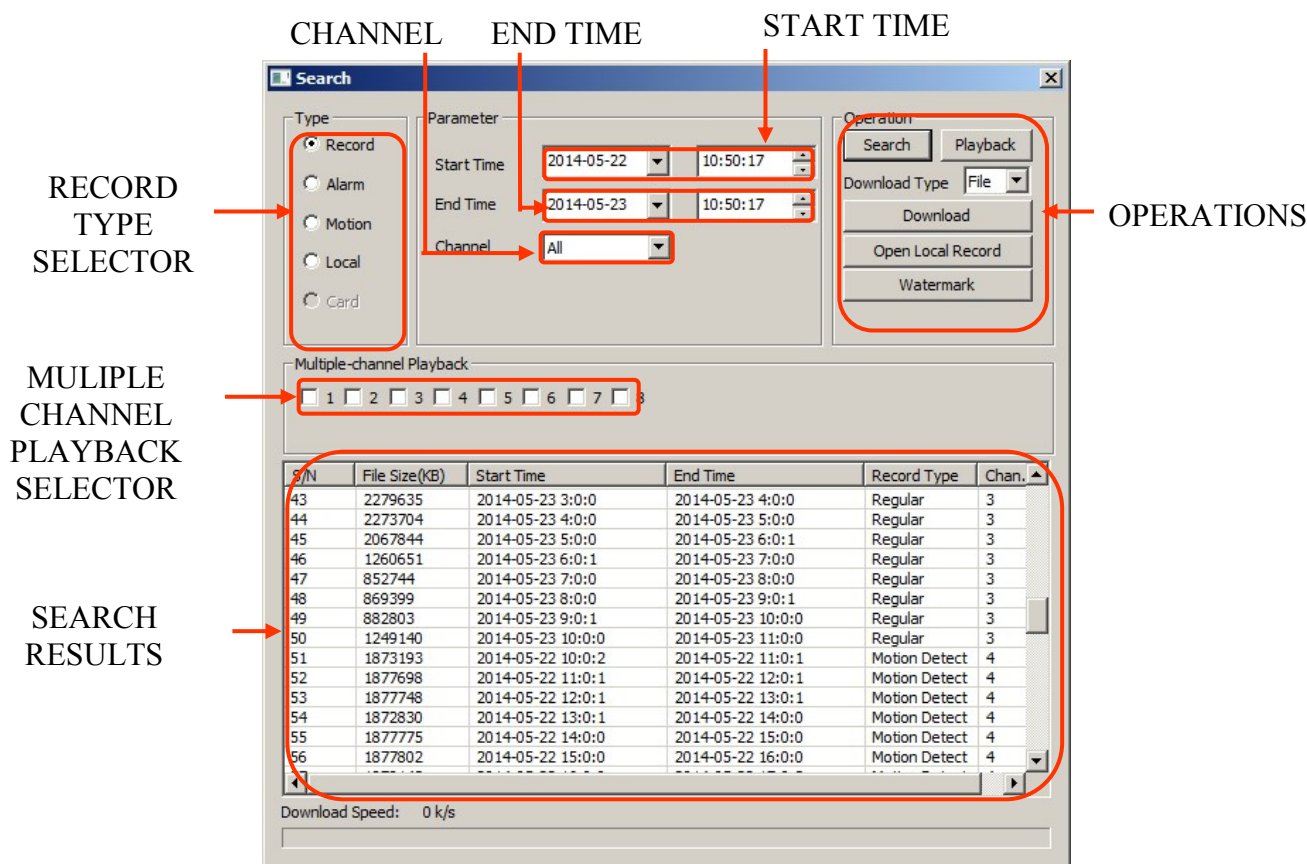 CHANNEL END TIME START TIME
Search
Type
Record
Alarm
Motion
Local
Card
Parameter
Start Time 2014-05-22 10:50:17
End Time 2014-05-23 10:50:17
Channel All
Operation
Search Playback
Download Type File
Download
Open Local Record
Watermark
RECORD
TYPE
SELECTOR
OPERATIONS
Multiple-channel Playback
1 2 3 4 5 6 7 8
MULIPLE
CHANNEL
PLAYBACK
SELECTOR
S/N File Size(KB) Start Time End Time Record Type Chan.
43 2279635 2014-05-23 3:0:0 2014-05-23 4:0:0 Regular 3
44 2273704 2014-05-23 4:0:0 2014-05-23 5:0:0 Regular 3
45 2067844 2014-05-23 5:0:0 2014-05-23 6:0:1 Regular 3
46 1260651 2014-05-23 6:0:1 2014-05-23 7:0:0 Regular 3
47 852744 2014-05-23 7:0:0 2014-05-23 8:0:0 Regular 3
48 869399 2014-05-23 8:0:0 2014-05-23 9:0:1 Regular 3
49 882803 2014-05-23 9:0:1 2014-05-23 10:0:0 Regular 3
50 1249140 2014-05-23 10:0:0 2014-05-23 11:0:0 Regular 3
51 1873193 2014-05-22 10:0:2 2014-05-22 11:0:1 Motion Detect 4
52 1877698 2014-05-22 11:0:1 2014-05-22 12:0:1 Motion Detect 4
53 1877748 2014-05-22 12:0:1 2014-05-22 13:0:1 Motion Detect 4
54 1872830 2014-05-22 13:0:1 2014-05-22 14:0:0 Motion Detect 4
55 1877775 2014-05-22 14:0:0 2014-05-22 15:0:0 Motion Detect 4
56 1877802 2014-05-22 15:0:0 2014-05-22 16:0:0 Motion Detect 4
SEARCH
RESULTS
Download Speed: 0 k/s